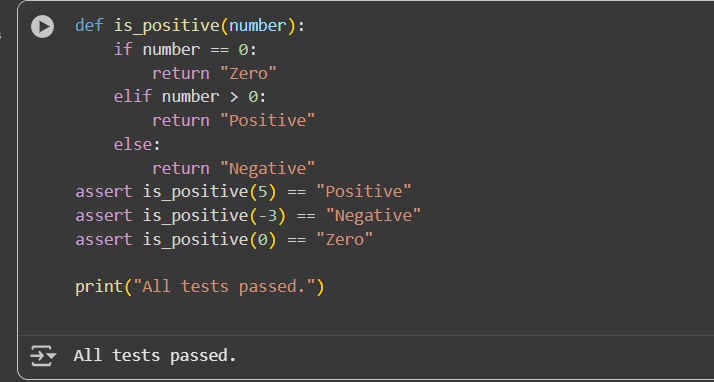 def is_positive(number):
    if number == 0:
        return "Zero"
    elif number > 0:
        return "Positive"
    else:
        return "Negative"
assert is_positive(5) == "Positive"
assert is_positive(-3) == "Negative"
assert is_positive(0) == "Zero"

print("All tests passed.")
All tests passed.